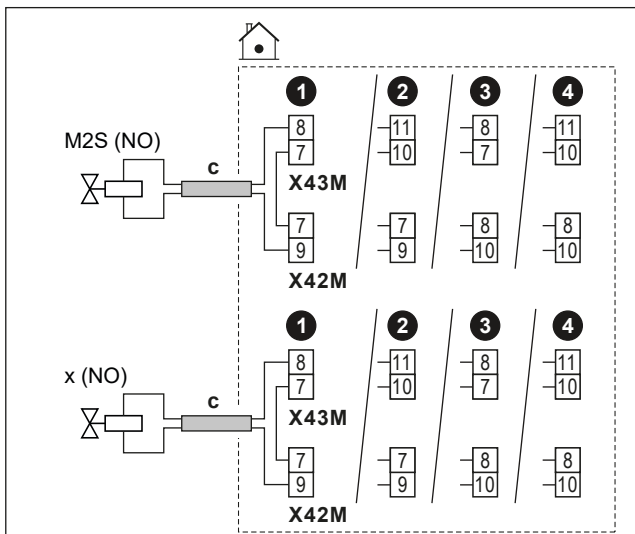 1 2 3 4
M2S (NO)
c
8 11 8 11
7 10 7 10
X43M
7 7 8 8
9 9 10 10
X42M
1 2 3 4
x (NO)
c
8 11 8 11
7 10 7 10
X43M
7 7 8 8
9 9 10 10
X42M